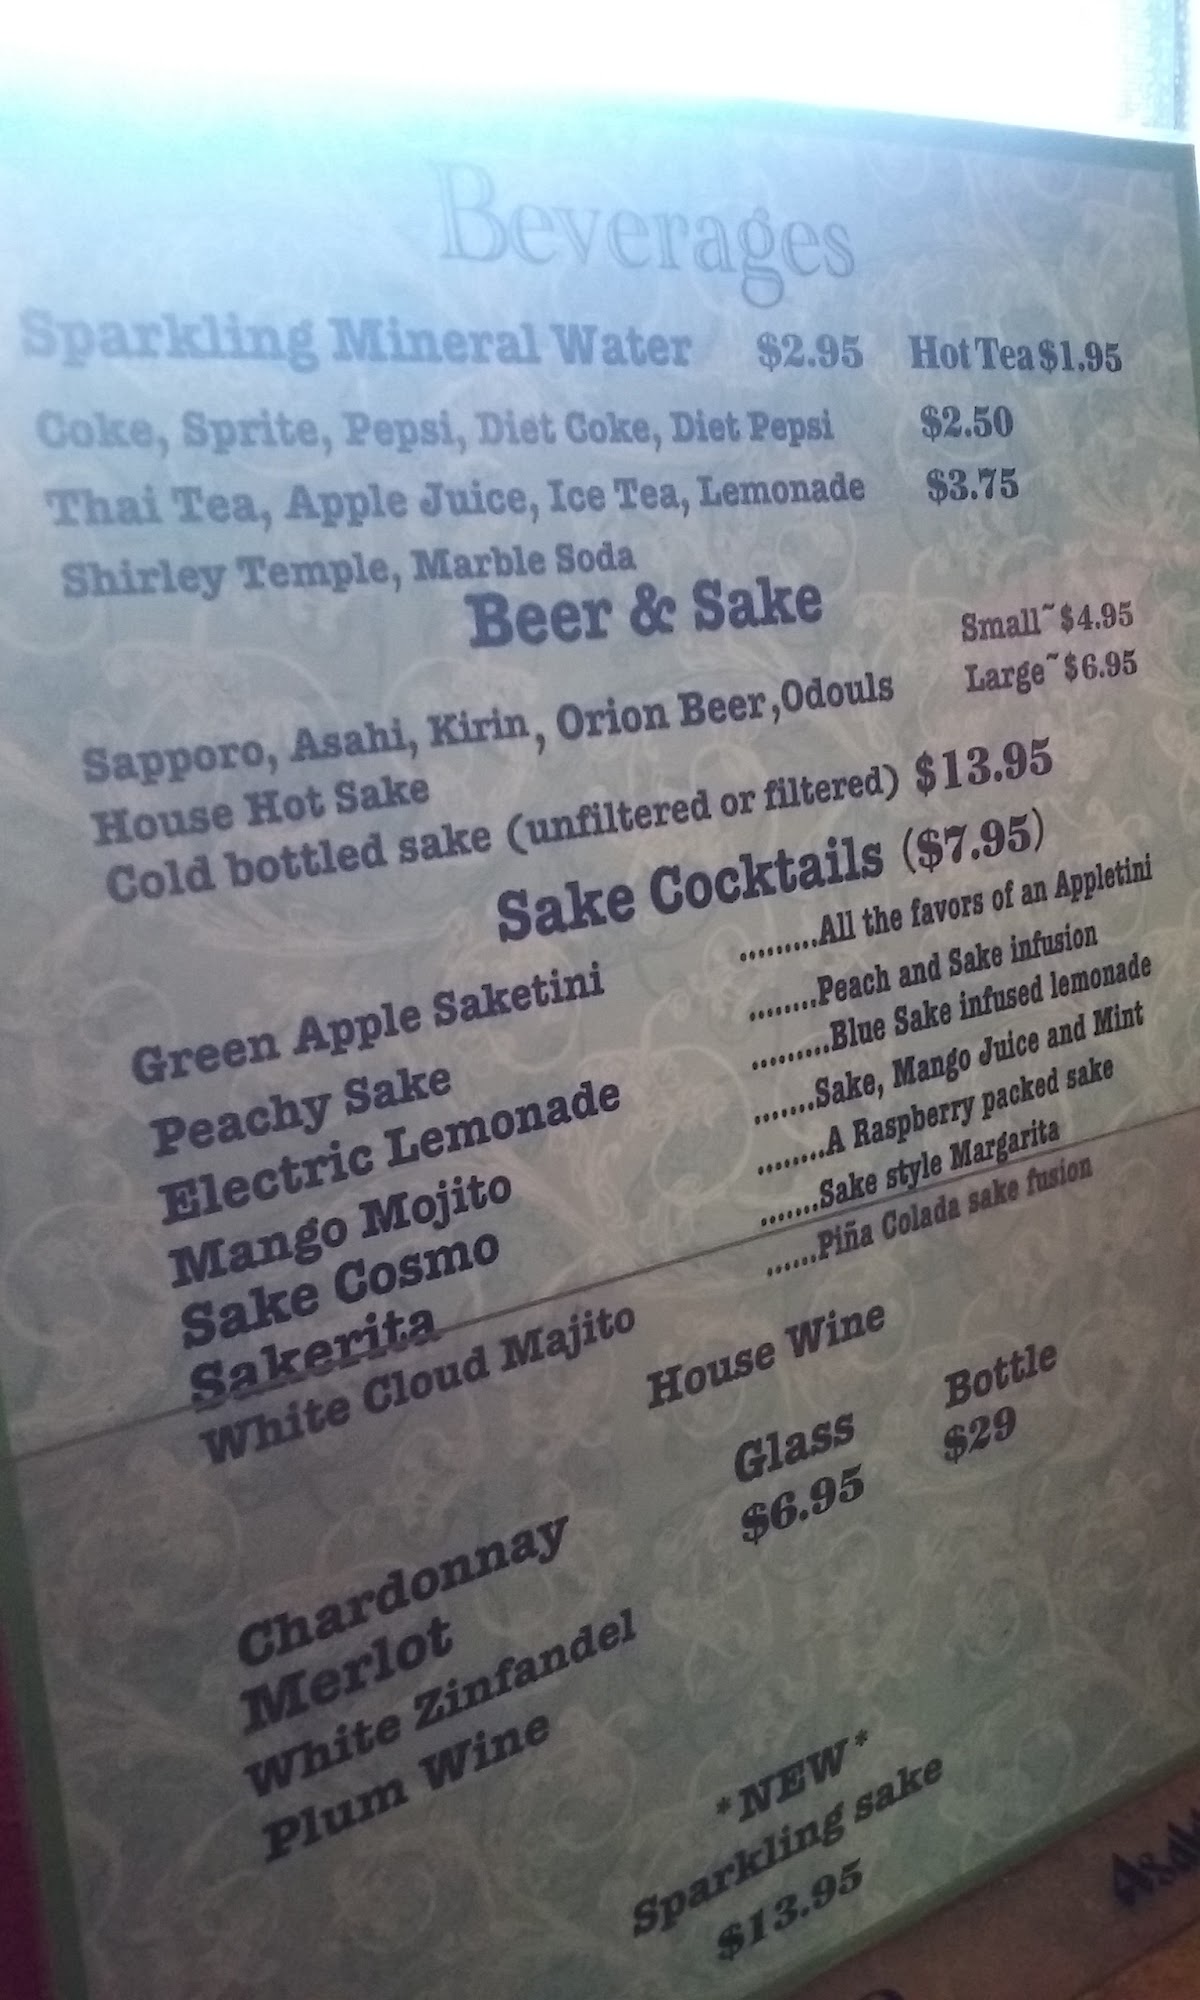 Beverages
Sparkling Mineral Water $2.95 Hot Tea $1.95
Coke, Sprite, Pepsi, Diet Coke, Diet Pepsi $2.50
Thai Tea, Apple Juice, Ice Tea, Lemonade $3.75
Shirley Temple, Marble Soda
Beer & Sake
Small~$4.95
Large~$6.95
Sapporo, Asahi, Kirin, Orion Beer,Odouls
House Hot Sake
Cold bottled sake (unfiltered or filtered) $13.95
Sake Cocktails ($7.95)
Green Apple Saketini .........All the favors of an Appletini
Peachy Sake ........Peach and Sake infusion
Electric Lemonade .........Blue Sake infused lemonade
Mango Mojito .......Sake, Mango Juice and Mint
Sake Cosmo ........A Raspberry packed sake
Sakerita .......Sake style Margarita
White Cloud Majito ......Piña Colada sake fusion
House Wine
Glass Bottle
$6.95 $29
Chardonnay
Merlot
White Zinfandel
Plum Wine
*NEW*
Sparkling sake
$13.95